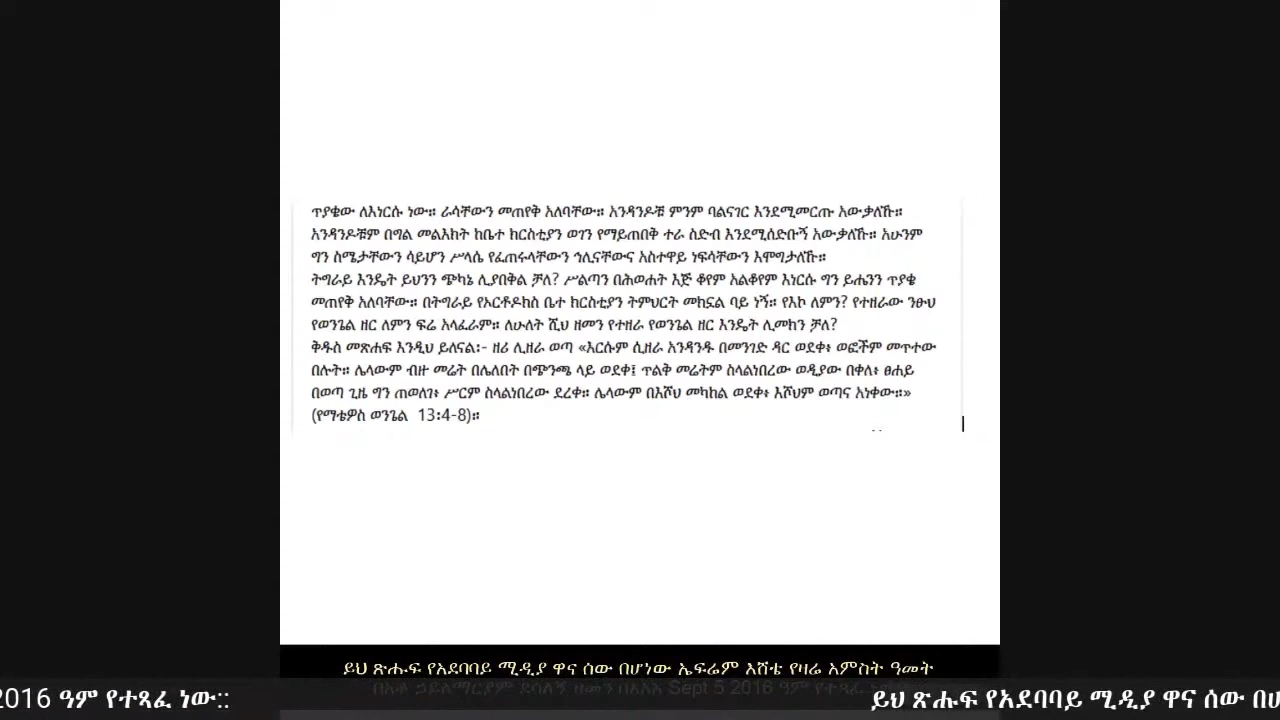 ጥያቄው ለእነርሱ ነው። ራሳቸውን መጠየቅ አለባቸው። አንዳንዶቹ ምንም ባልናገር እንደሚመርጡ አውቃለኹ።
አንዳንዶቹም በግል መልእክት ከቤተ ክርስቲያን ወገን የማይጠበቅ ተራ ስድብ እንደሚሰድቡኝ አውቃለኹ። አሁንም
ግን ስሜታቸውን ሳይሆን ሥላሴ የፈጠሩላቸውን ኅሊናቸውና አስተዋይ ነፍሳቸውን እሞግታለኹ።
ትግራይ እንዴት ይህንን ጭካኔ ሊያበቅል ቻለ? ሥልጣን በሕወሐት እጅ ቆየም አልቆየም እነርሱ ግን ይሔንን ጥያቄ
መጠየቅ አለባቸው። በትግራይ የኦርቶዶክስ ቤተ ክርስቲያን ትምህርት መክኗል ባይ ነኝ። የእኮ ለምን? የተዘራው ንፁህ
የወንጌል ዘር ለምን ፍሬ አላፈራም። ለሁለት ሺህ ዘመን የተዘራ የወንጌል ዘር እንዴት ሊመክን ቻለ?
ቅዱስ መጽሐፍ እንዲህ ይለናል፡- ዘሪ ሊዘራ ወጣ «እርሱም ሲዘራ አንዳንዱ በመንገድ ዳር ወደቀ፥ ወፎችም መጥተው
በሉት። ሌላውም ብዙ መሬት በሌለበት በጭንጫ ላይ ወደቀ፤ ጥልቅ መሬትም ስላልነበረው ወዲያው በቀለ፥ ፀሐይ
በወጣ ጊዜ ግን ጠወለገ፥ ሥርም ስላልነበረው ደረቀ። ሌላውም በእሾህ መካከል ወደቀ፥ እሾህም ወጣና አነቀው።»
(የማቴዎስ ወንጌል 13፡4-8)።
ይህ ጽሑፍ የአደባባይ ሚዲያ ዋና ሰው በሆነው ኤፍሬም እሸቴ የዛሬ አምስት ዓመት
Sept 5 2016 ዓም የተጻፈ
2016 ዓም የተጻፈ ነው::
ይህ ጽሑፍ የአደባባይ ሚዲያ ዋና ሰው